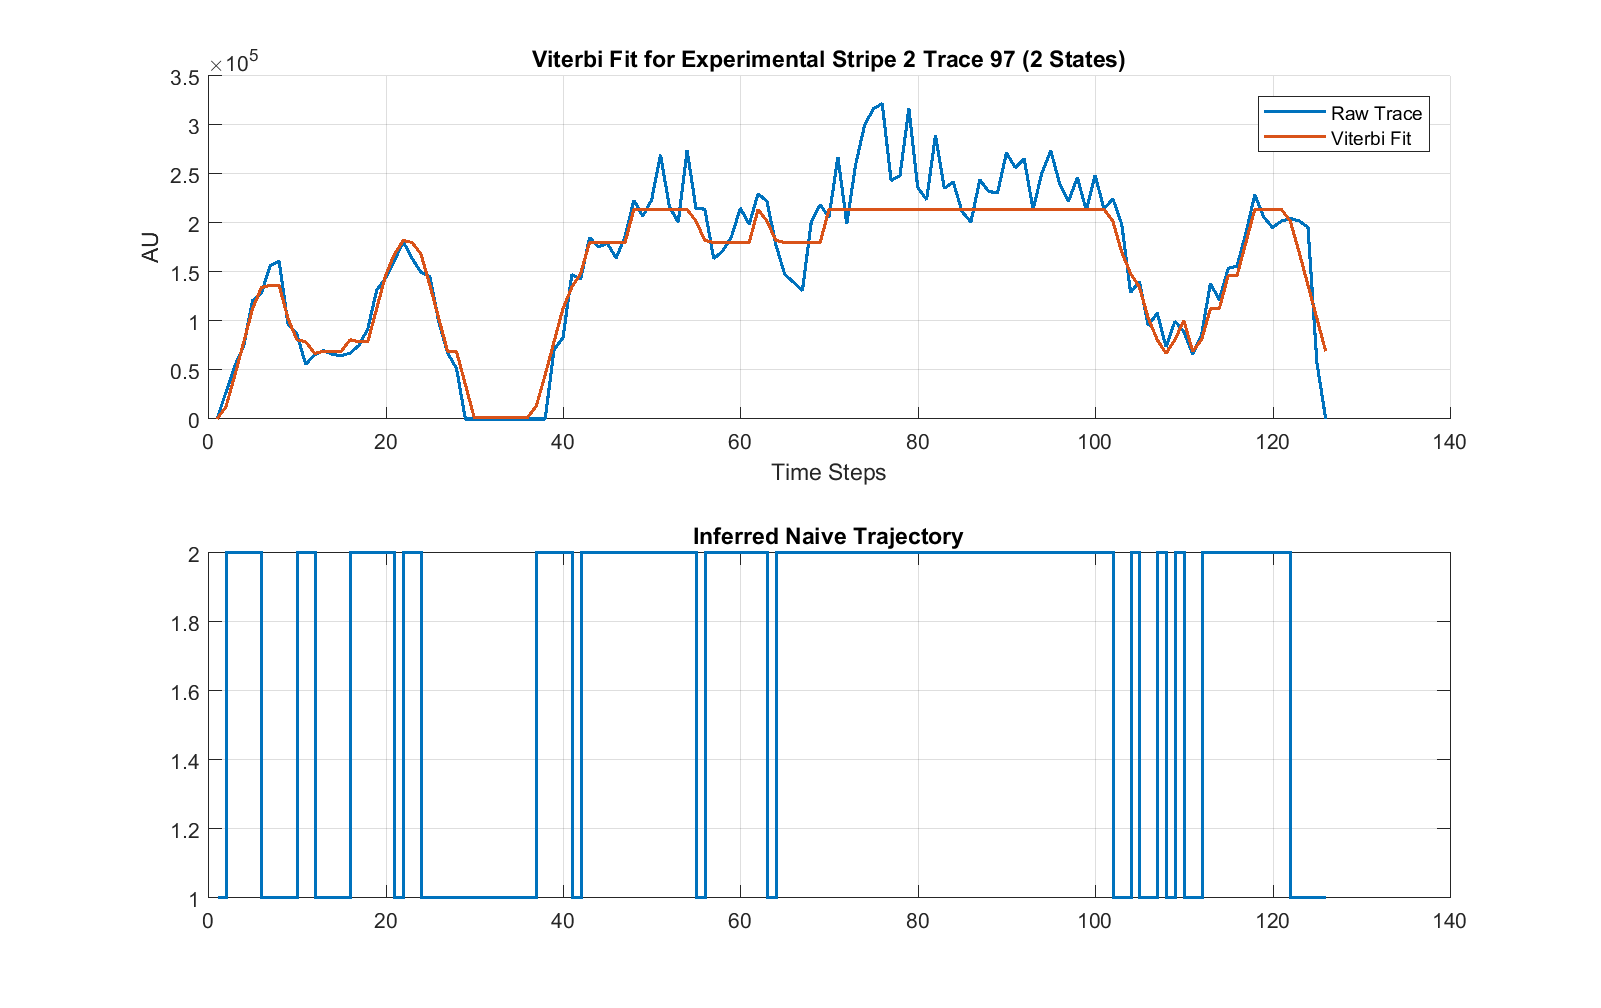 Viterbi Fit for Experimental Stripe 2 Trace 97 (2 States)
×10^5
3.5
3
2.5
2
1.5
1
0.5
0
AU
Raw Trace
Viterbi Fit
0 20 40 60 80 100 120 140
Time Steps
Inferred Naive Trajectory
2
1.8
1.6
1.4
1.2
1
0 20 40 60 80 100 120 140